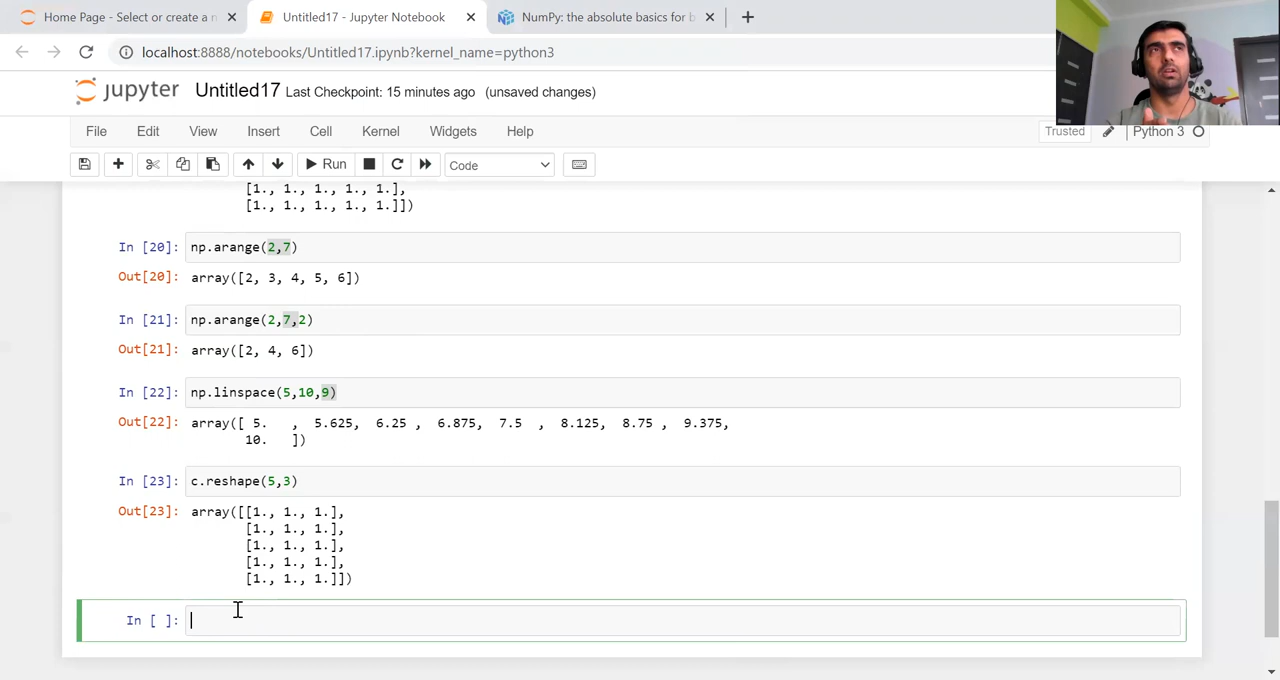 Home Page - Select or create a n
Untitled17 - Jupyter Notebook
NumPy: the absolute basics for b
localhost:8888/notebooks/Untitled17.ipynb?kernel_name=python3
jupyter Untitled17 Last Checkpoint: 15 minutes ago (unsaved changes)
File Edit View Insert Cell Kernel Widgets Help
Trusted Python 3
Run Code
[1., 1., 1., 1., 1.],
[1., 1., 1., 1., 1.]])
In [20]: np.arange(2,7)
Out[20]: array([2, 3, 4, 5, 6])
In [21]: np.arange(2,7,2)
Out[21]: array([2, 4, 6])
In [22]: np.linspace(5,10,9)
Out[22]: array([ 5.   ,  5.625,  6.25 ,  6.875,  7.5  ,  8.125,  8.75 ,  9.375,
10.   ])
In [23]: c.reshape(5,3)
Out[23]: array([[1., 1., 1.],
[1., 1., 1.],
[1., 1., 1.],
[1., 1., 1.],
[1., 1., 1.]])
In [ ]: